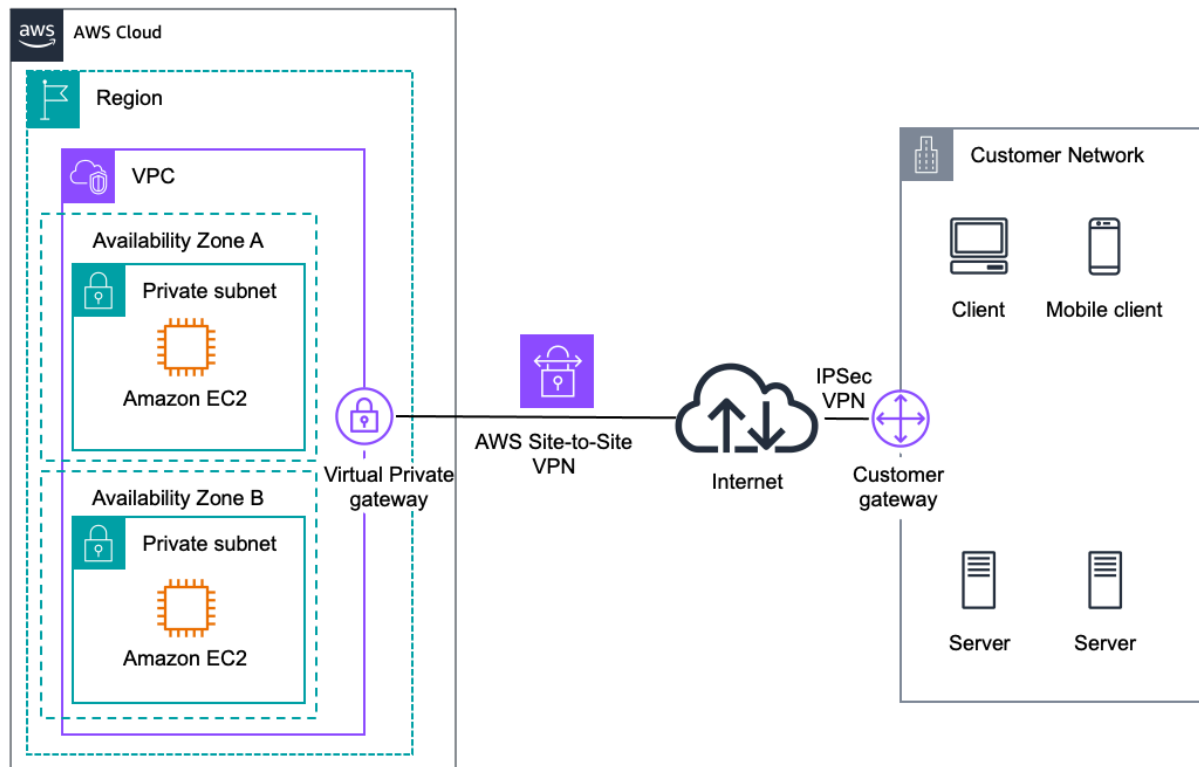 aws
AWS Cloud
Region
VPC
Availability Zone A
Private subnet
Amazon EC2
Availability Zone B
Private subnet
Amazon EC2
Virtual Private
gateway
AWS Site-to-Site
VPN
Internet
IPSec
VPN
Customer
gateway
Customer Network
Client
Mobile client
Server
Server